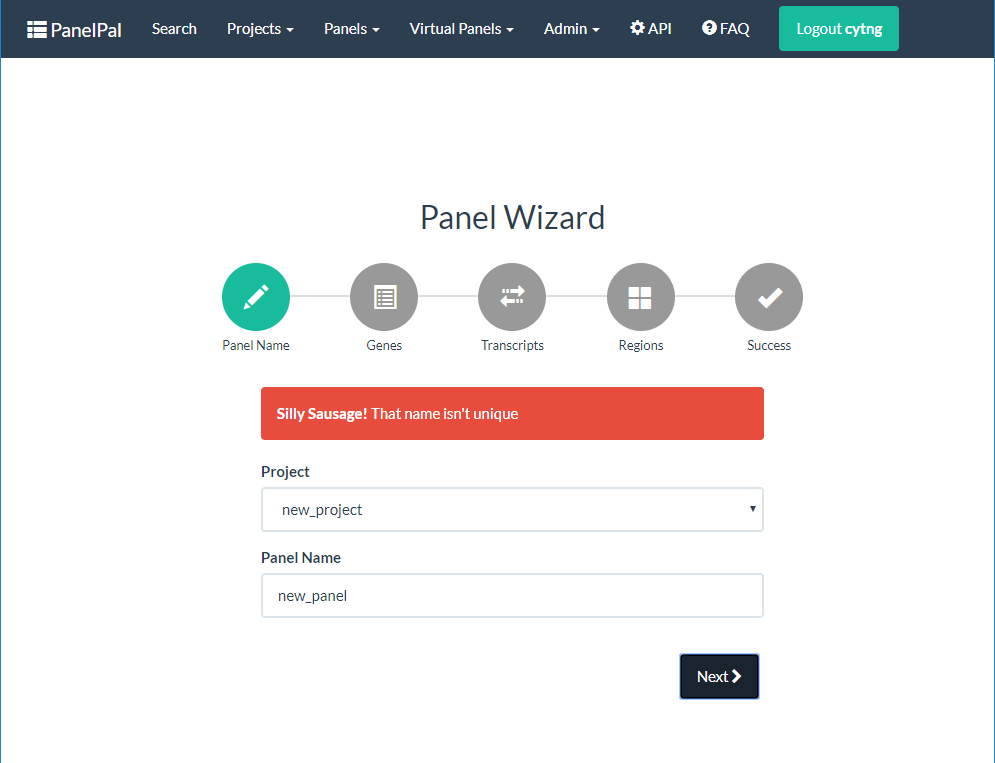 PanelPal Search Projects Panels Virtual Panels Admin API FAQ Logout cytng
Panel Wizard
Panel Name Genes Transcripts Regions Success
Silly Sausage! That name isn't unique
Project
new_project
Panel Name
new_panel
Next